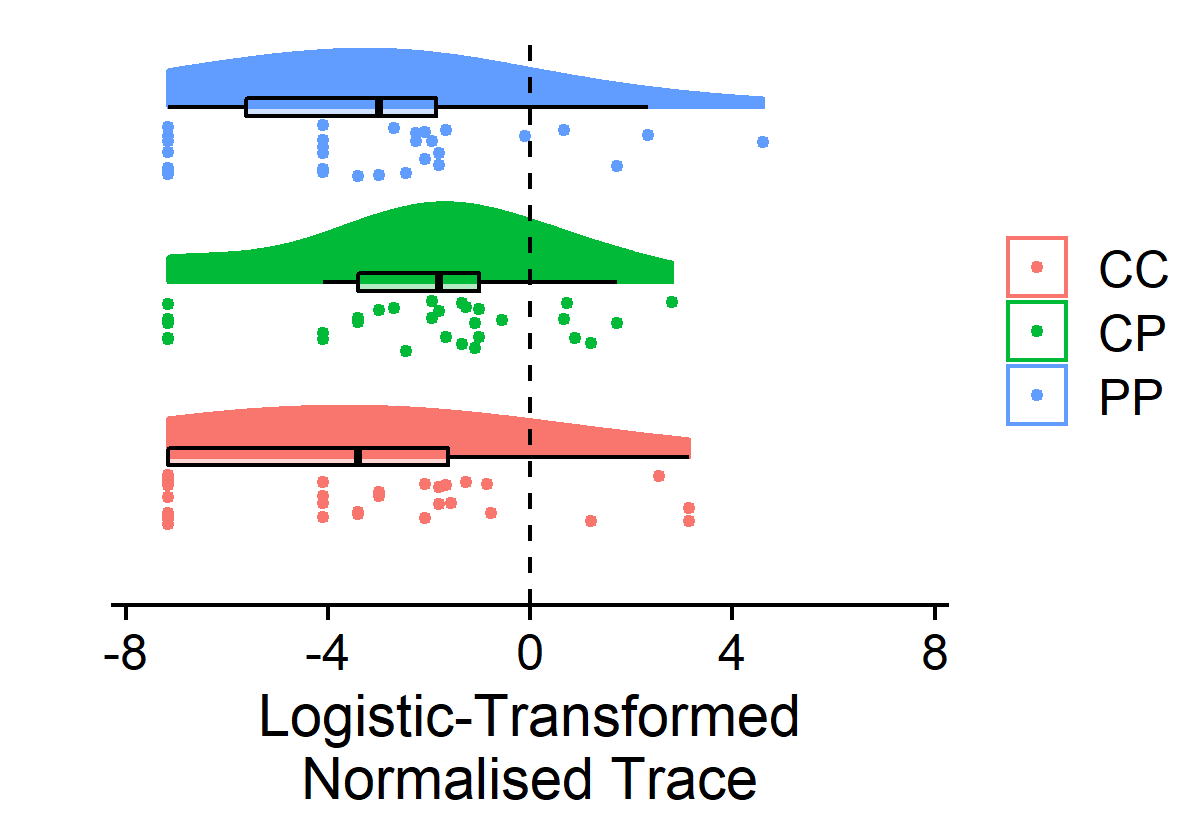 CC
CP
PP
-8 -4 0 4 8
Logistic-Transformed
Normalised Trace